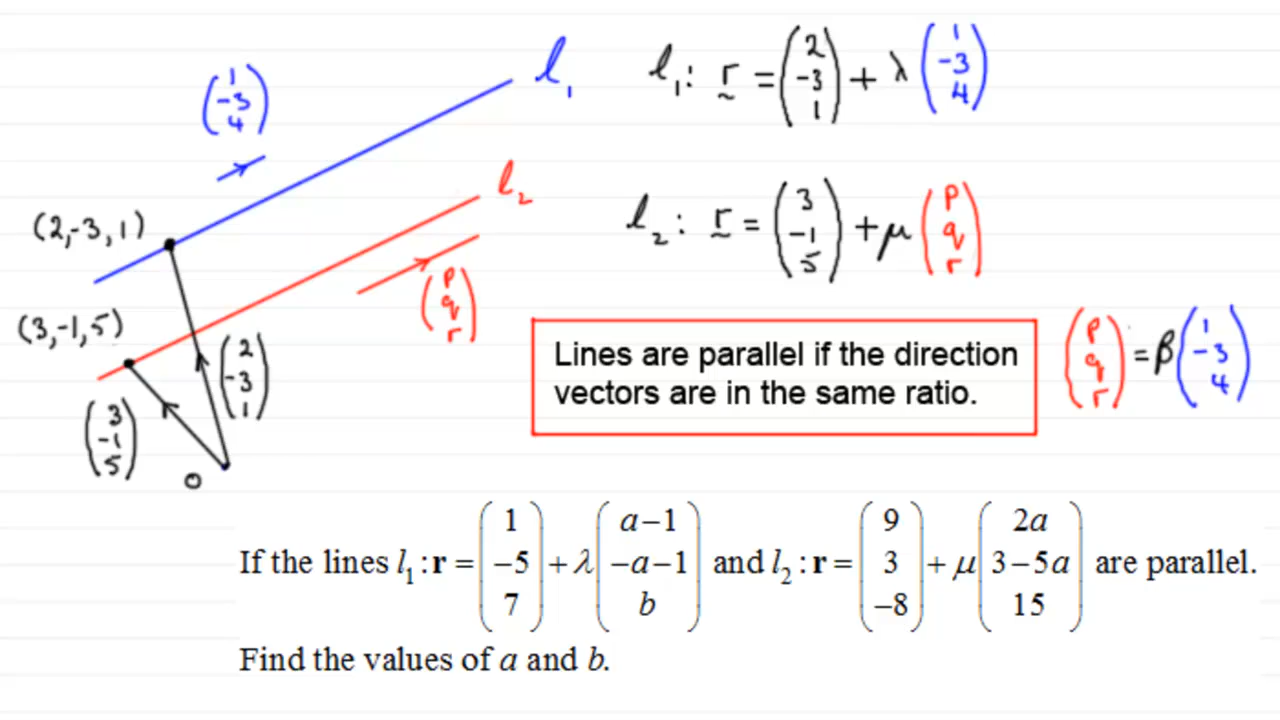 l₁
l₁: r = (2 -3 1) + λ (1 -3 4)
(1 -3 4)
l₂
l₂: r = (3 -1 5) + μ (p q r)
(2,-3,1)
(p q r)
(3,-1,5)
(2 -3 1)
(3 -1 5)
O
Lines are parallel if the direction
vectors are in the same ratio.
(p q r) = β (1 -3 4)
If the lines l₁ : r = (1 −5 7) + λ (a−1 −a−1 b) and l₂ : r = (9 3 −8) + μ (2a 3−5a 15) are parallel.
Find the values of a and b.